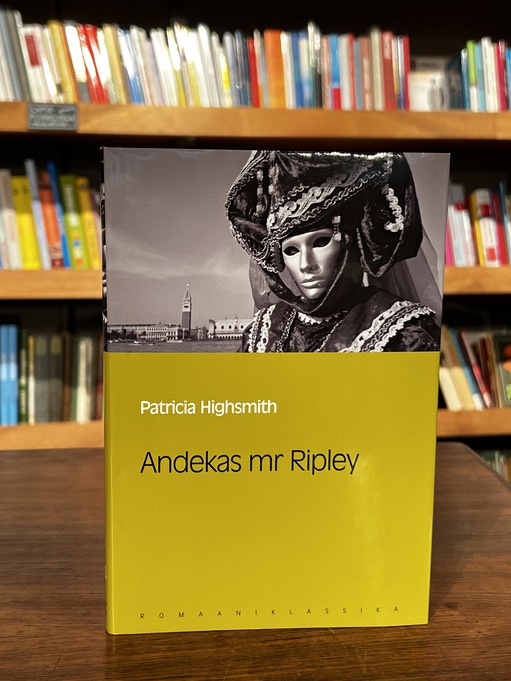 Patricia Highsmith
Andekas mr Ripley
ROMAANIKLASSIKA